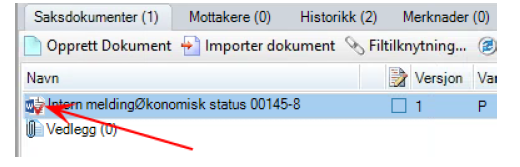 Saksdokumenter (1) Mottakere (0) Historikk (2) Merknader (0)
Opprett Dokument Importer dokument Filtilknytning...
Navn Versjon Var
Intern meldingØkonomisk status 00145-8 1 P
Vedlegg (0)